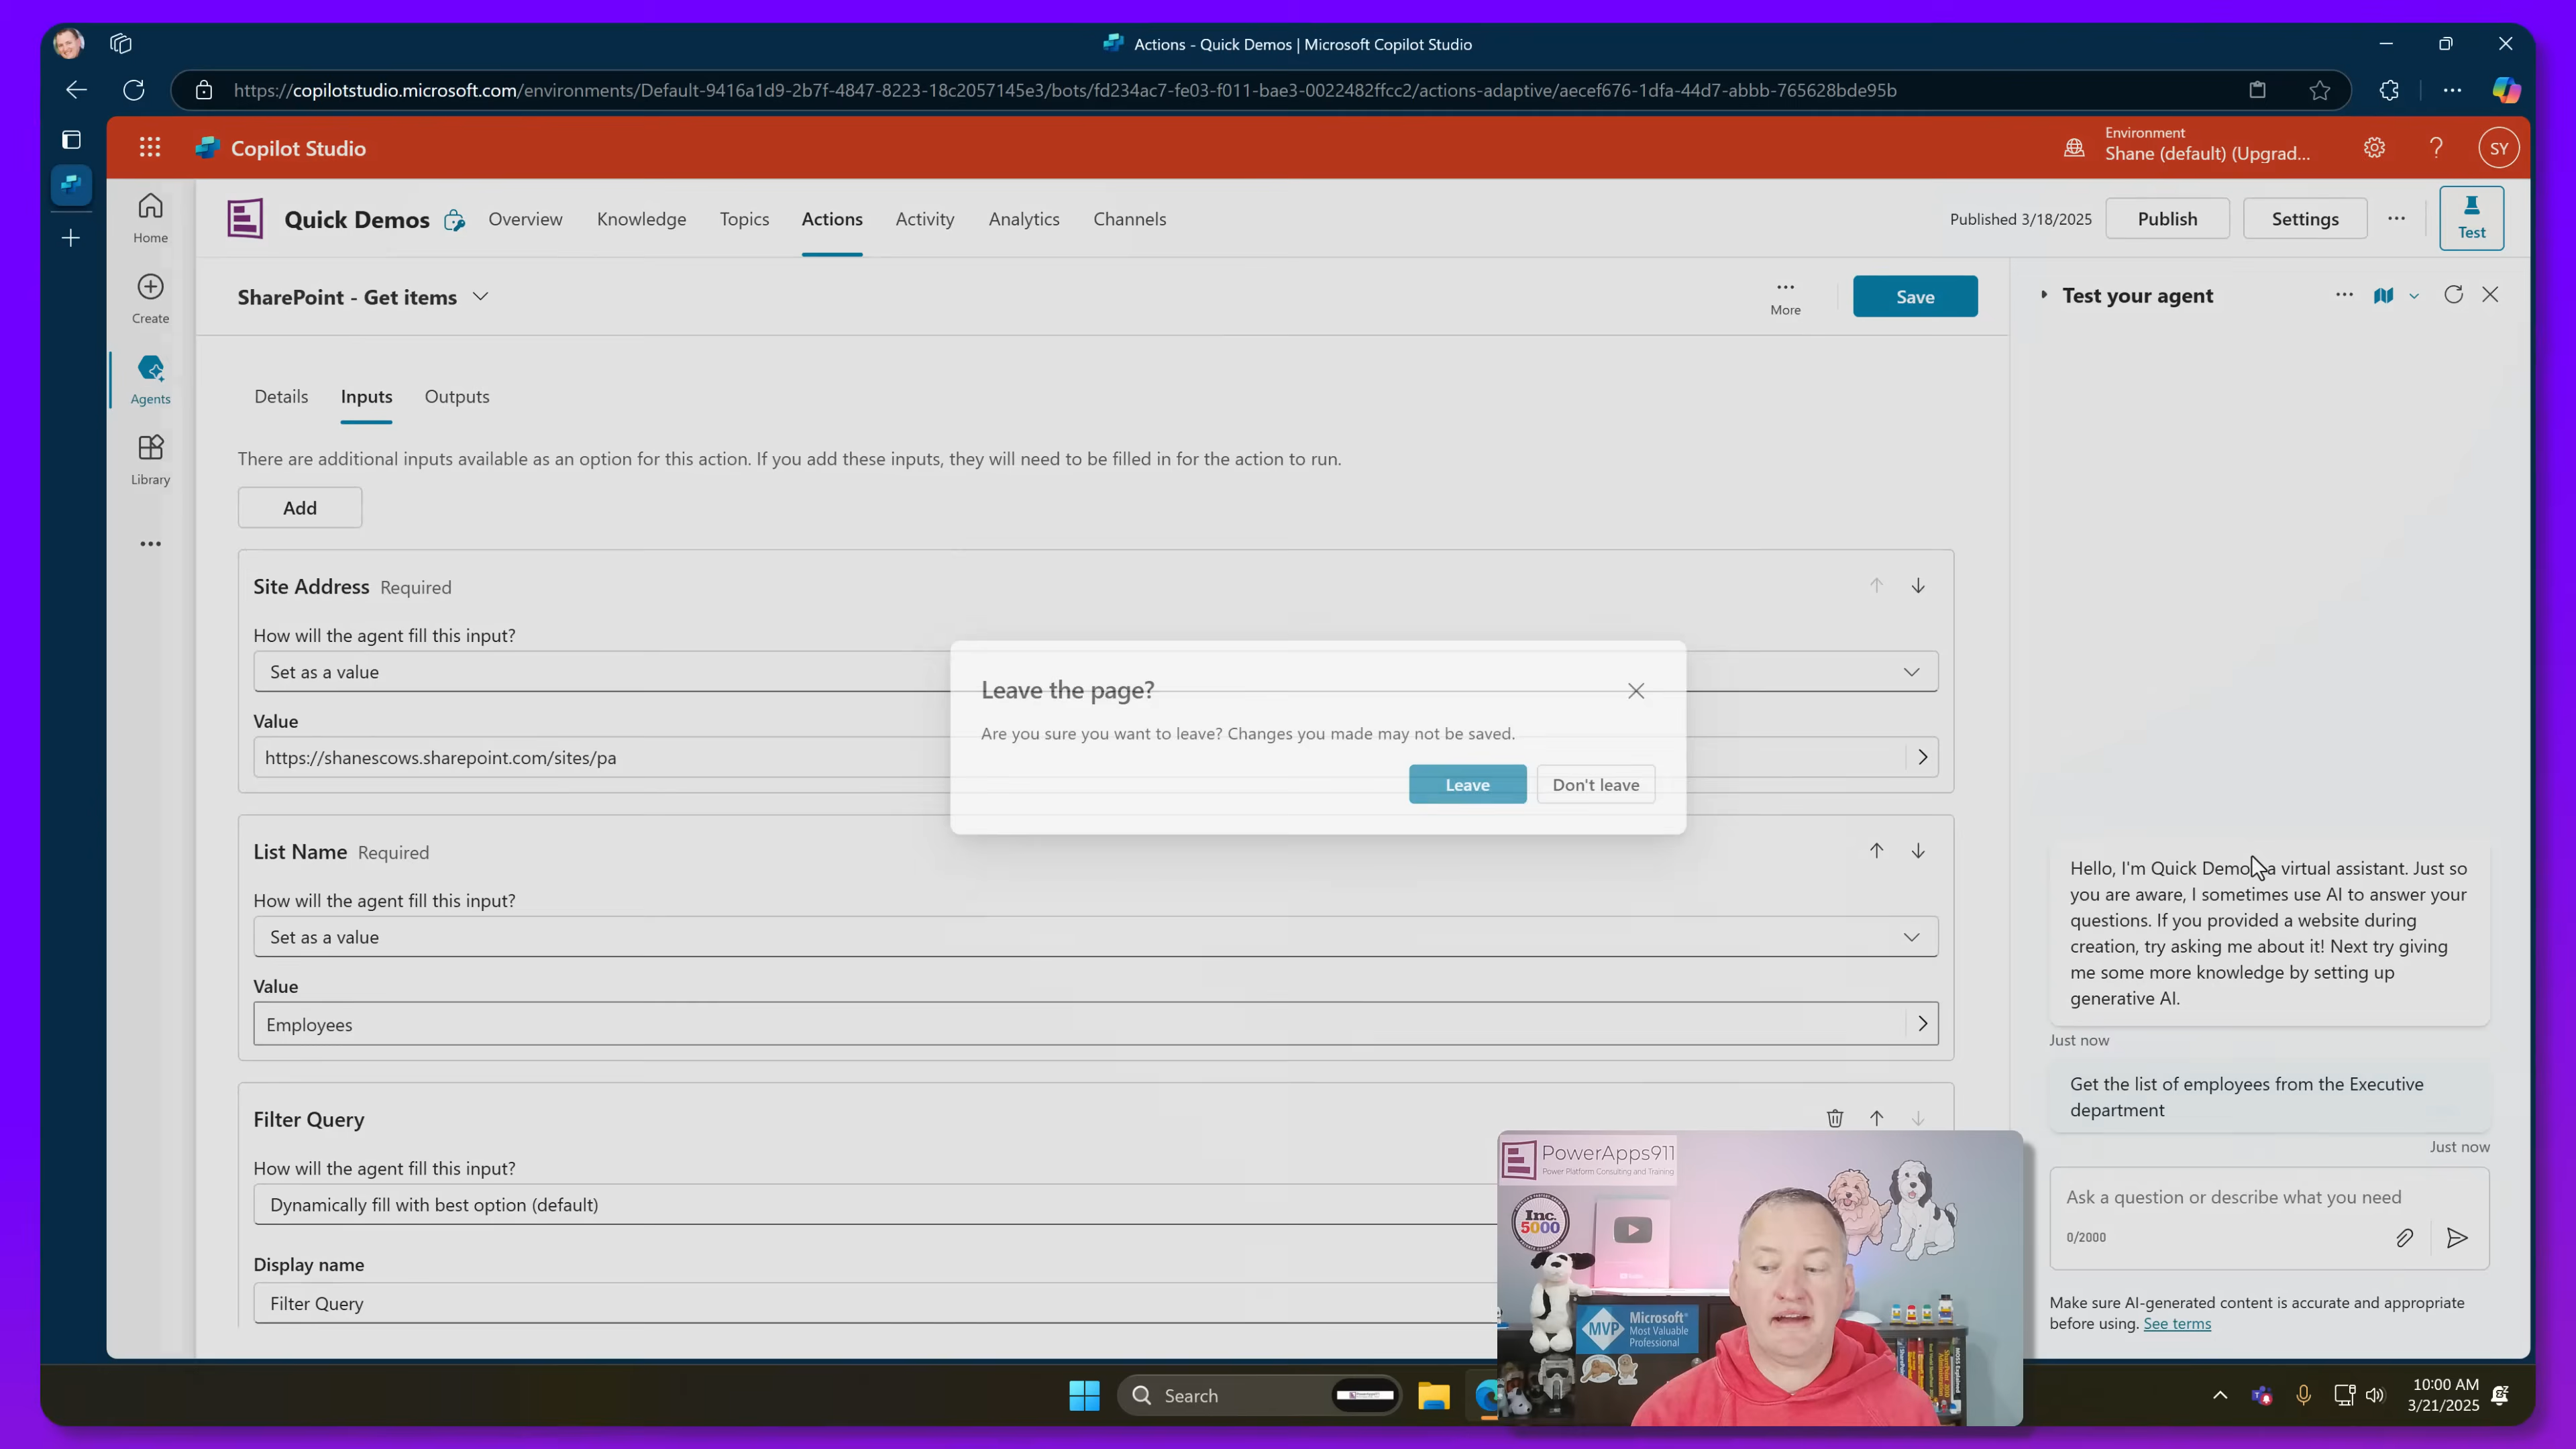 Actions - Quick Demos | Microsoft Copilot Studio
https://copilotstudio.microsoft.com/environments/Default-9416a1d9-2b7f-4847-8223-18c2057145e3/bots/fd234ac7-fe03-f011-bae3-0022482ffcc2/actions-adaptive/aecef676-1dfa-44d7-abbb-765628bde95b
Copilot Studio
Environment
Shane (default) (Upgrad...
SY
Home
Create
Agents
Library
Quick Demos
Overview
Knowledge
Topics
Actions
Activity
Analytics
Channels
Published 3/18/2025
Publish
Settings
Test
SharePoint - Get items
More
Save
Details
Inputs
Outputs
There are additional inputs available as an option for this action. If you add these inputs, they will need to be filled in for the action to run.
Add
Site Address Required
How will the agent fill this input?
Set as a value
Value
https://shanescows.sharepoint.com/sites/pa
List Name Required
How will the agent fill this input?
Set as a value
Value
Employees
Filter Query
How will the agent fill this input?
Dynamically fill with best option (default)
Display name
Filter Query
Leave the page?
Are you sure you want to leave? Changes you made may not be saved.
Leave
Don't leave
Test your agent
Hello, I'm Quick Demo a virtual assistant. Just so
you are aware, I sometimes use AI to answer your
questions. If you provided a website during
creation, try asking me about it! Next try giving
me some more knowledge by setting up
generative AI.
Just now
Get the list of employees from the Executive
department
Just now
Ask a question or describe what you need
0/2000
Make sure AI-generated content is accurate and appropriate
before using. See terms
PowerApps911
Power Platform Consulting and Training
Inc.
5000
MVP
Microsoft®
Most Valuable
Professional
Search
10:00 AM
3/21/2025